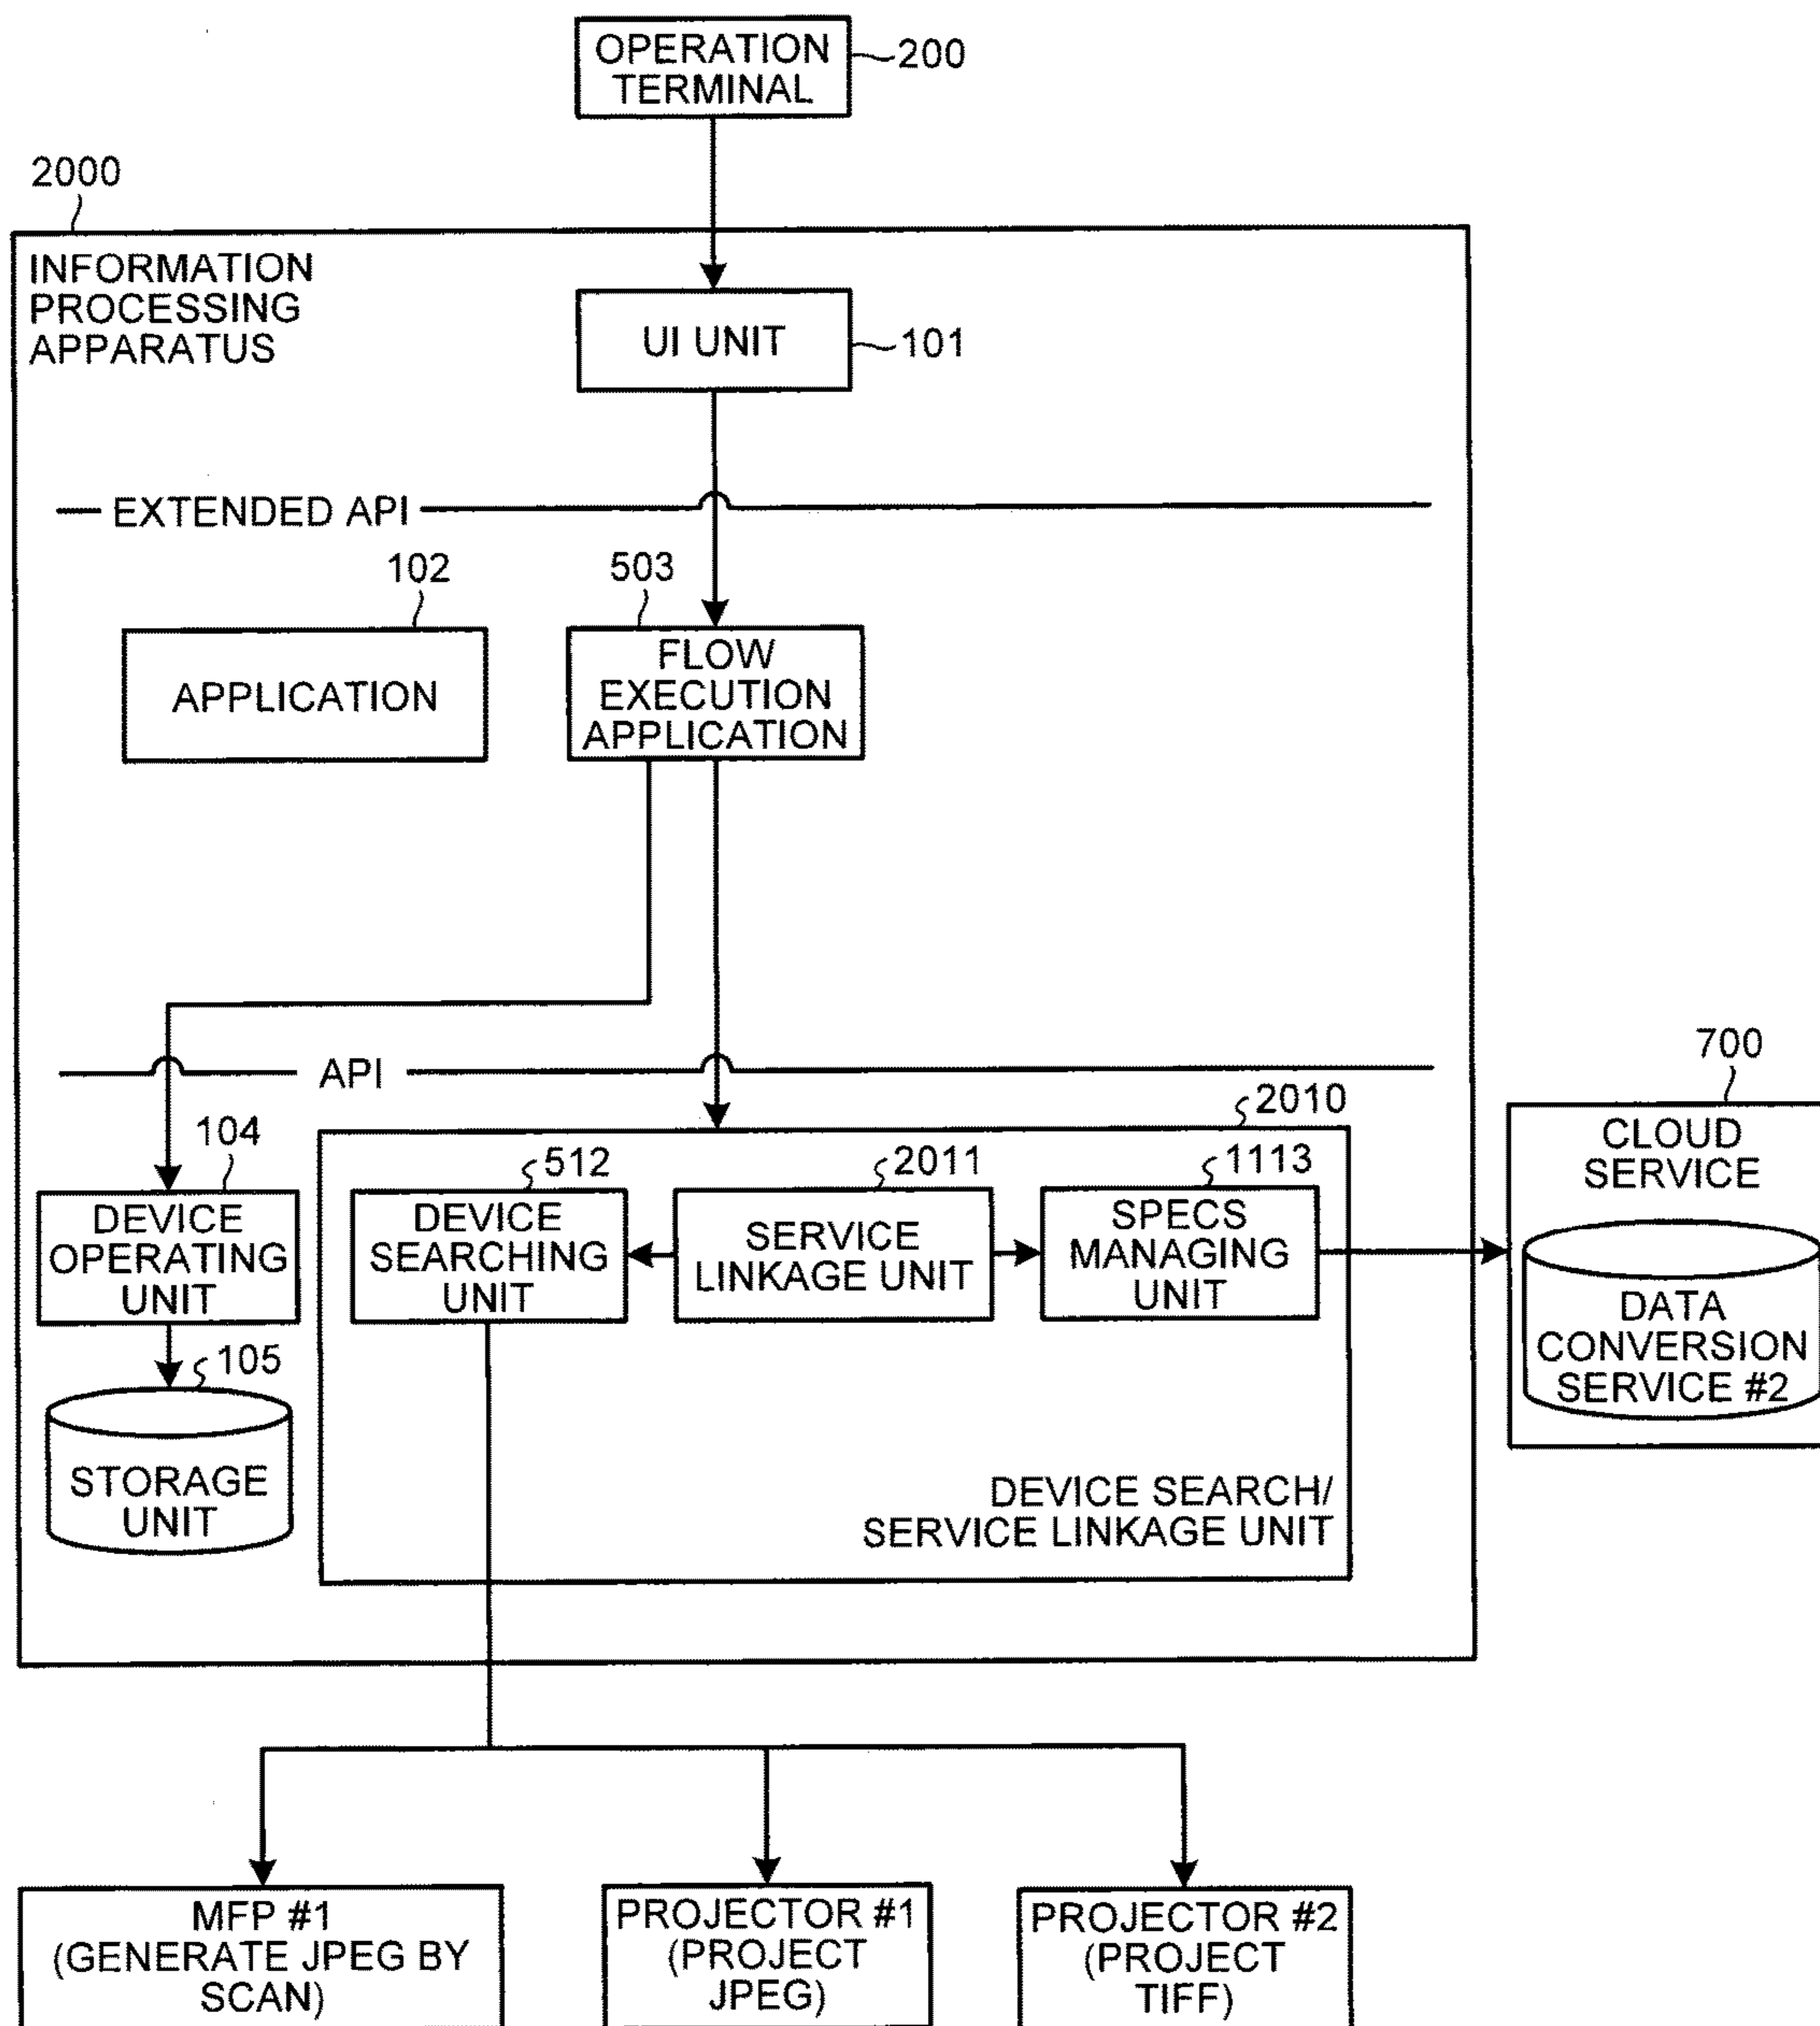 OPERATION
TERMINAL
200
2000
INFORMATION
PROCESSING
APPARATUS
UI UNIT
101
EXTENDED API
102
503
APPLICATION
FLOW
EXECUTION
APPLICATION
API
700
CLOUD
SERVICE
DATA
CONVERSION
SERVICE #2
2010
104
512
2011
1113
DEVICE
OPERATING
UNIT
DEVICE
SEARCHING
UNIT
SERVICE
LINKAGE UNIT
SPECS
MANAGING
UNIT
105
STORAGE
UNIT
DEVICE SEARCH/
SERVICE LINKAGE UNIT
MFP #1
(GENERATE JPEG BY
SCAN)
PROJECTOR #1
(PROJECT
JPEG)
PROJECTOR #2
(PROJECT
TIFF)